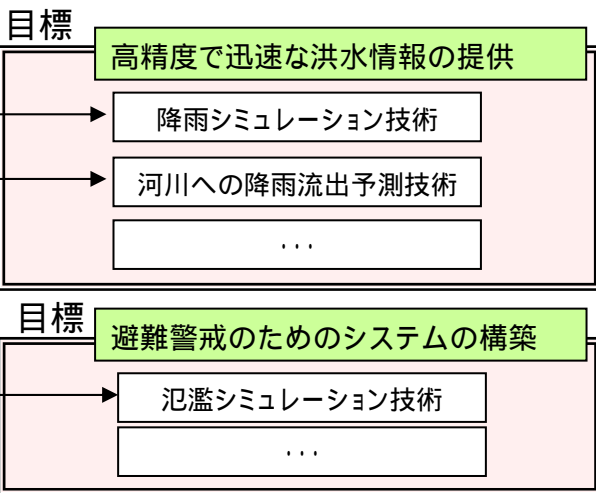 目標
高精度で迅速な洪水情報の提供
降雨シミュレーション技術
河川への降雨流出予測技術
...
目標
避難警戒のためのシステムの構築
氾濫シミュレーション技術
...